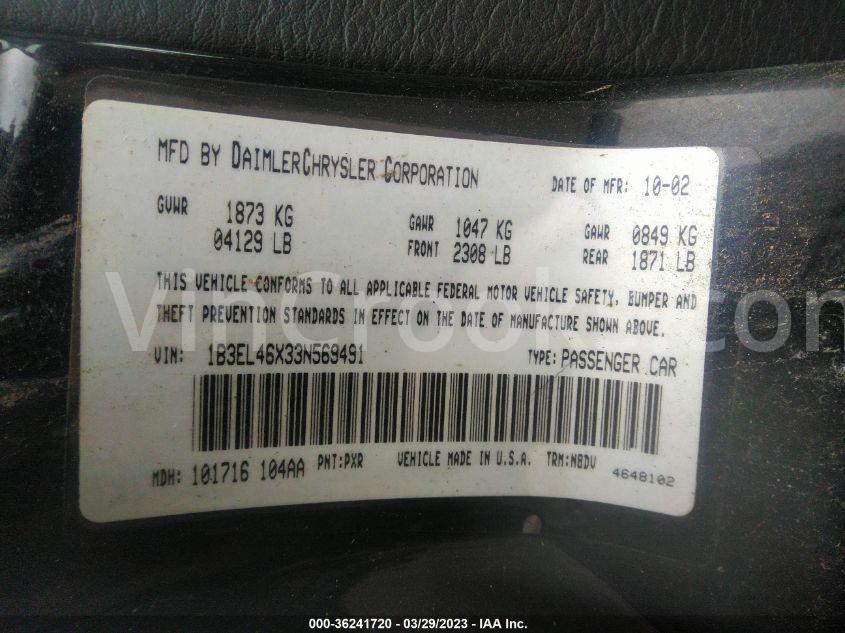 MFD BY DAIMLERCHRYSLER CORPORATION DATE OF MFR: 10-02
GVWR 1873 KG GAWR 1047 KG GAWR 0849 KG
04129 LB FRONT 2308 LB REAR 1871 LB
THIS VEHICLE CONFORMS TO ALL APPLICABLE FEDERAL MOTOR VEHICLE SAFETY, BUMPER AND
THEFT PREVENTION STANDARDS IN EFFECT ON THE DATE OF MANUFACTURE SHOWN ABOVE.
VinCrooks.com
VIN: 1B3EL46X33N569491 TYPE: PASSENGER CAR
MDH: 101716 104AA PNT:PXR VEHICLE MADE IN U.S.A. TRM:N8DV 4648102
000-36241720 - 03/29/2023 - IAA Inc.